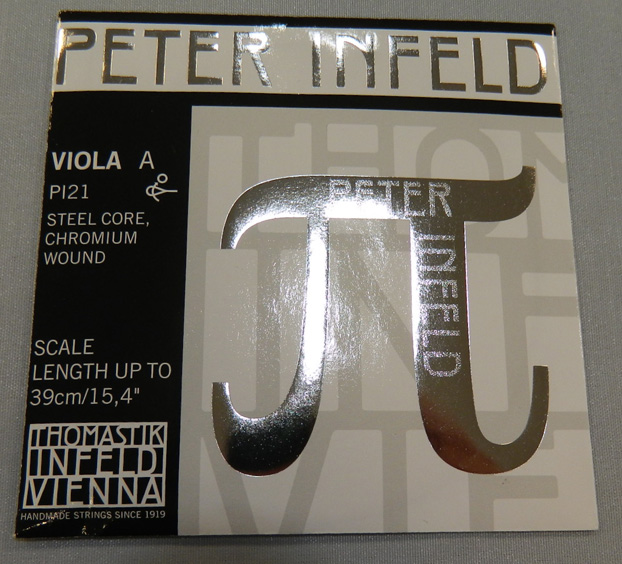 PETER INFELD
VIOLA A
PI21
STEEL CORE,
CHROMIUM
WOUND
SCALE
LENGTH UP TO
39cm/15,4"
THOMASTIK
INFELD
VIENNA
HANDMADE STRINGS SINCE 1919
PETER
INFELD